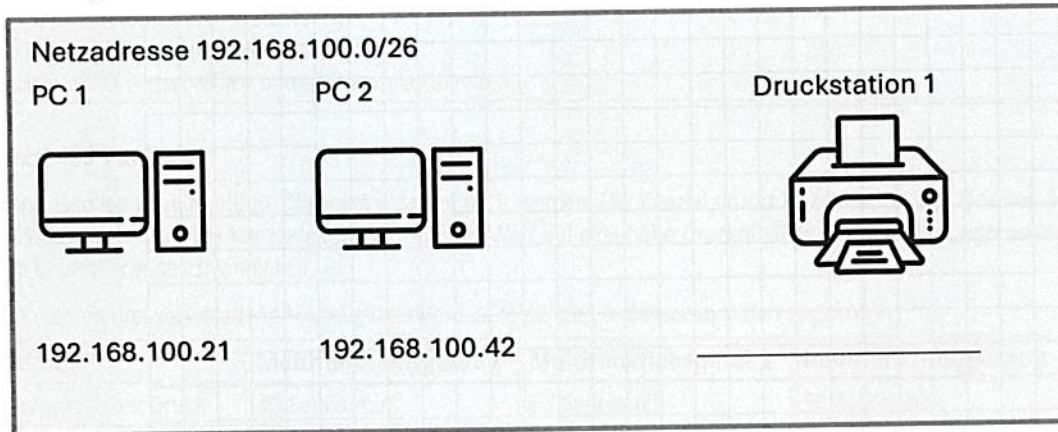 Netzadresse 192.168.100.0/26
PC 1 PC 2 Druckstation 1
192.168.100.21 192.168.100.42